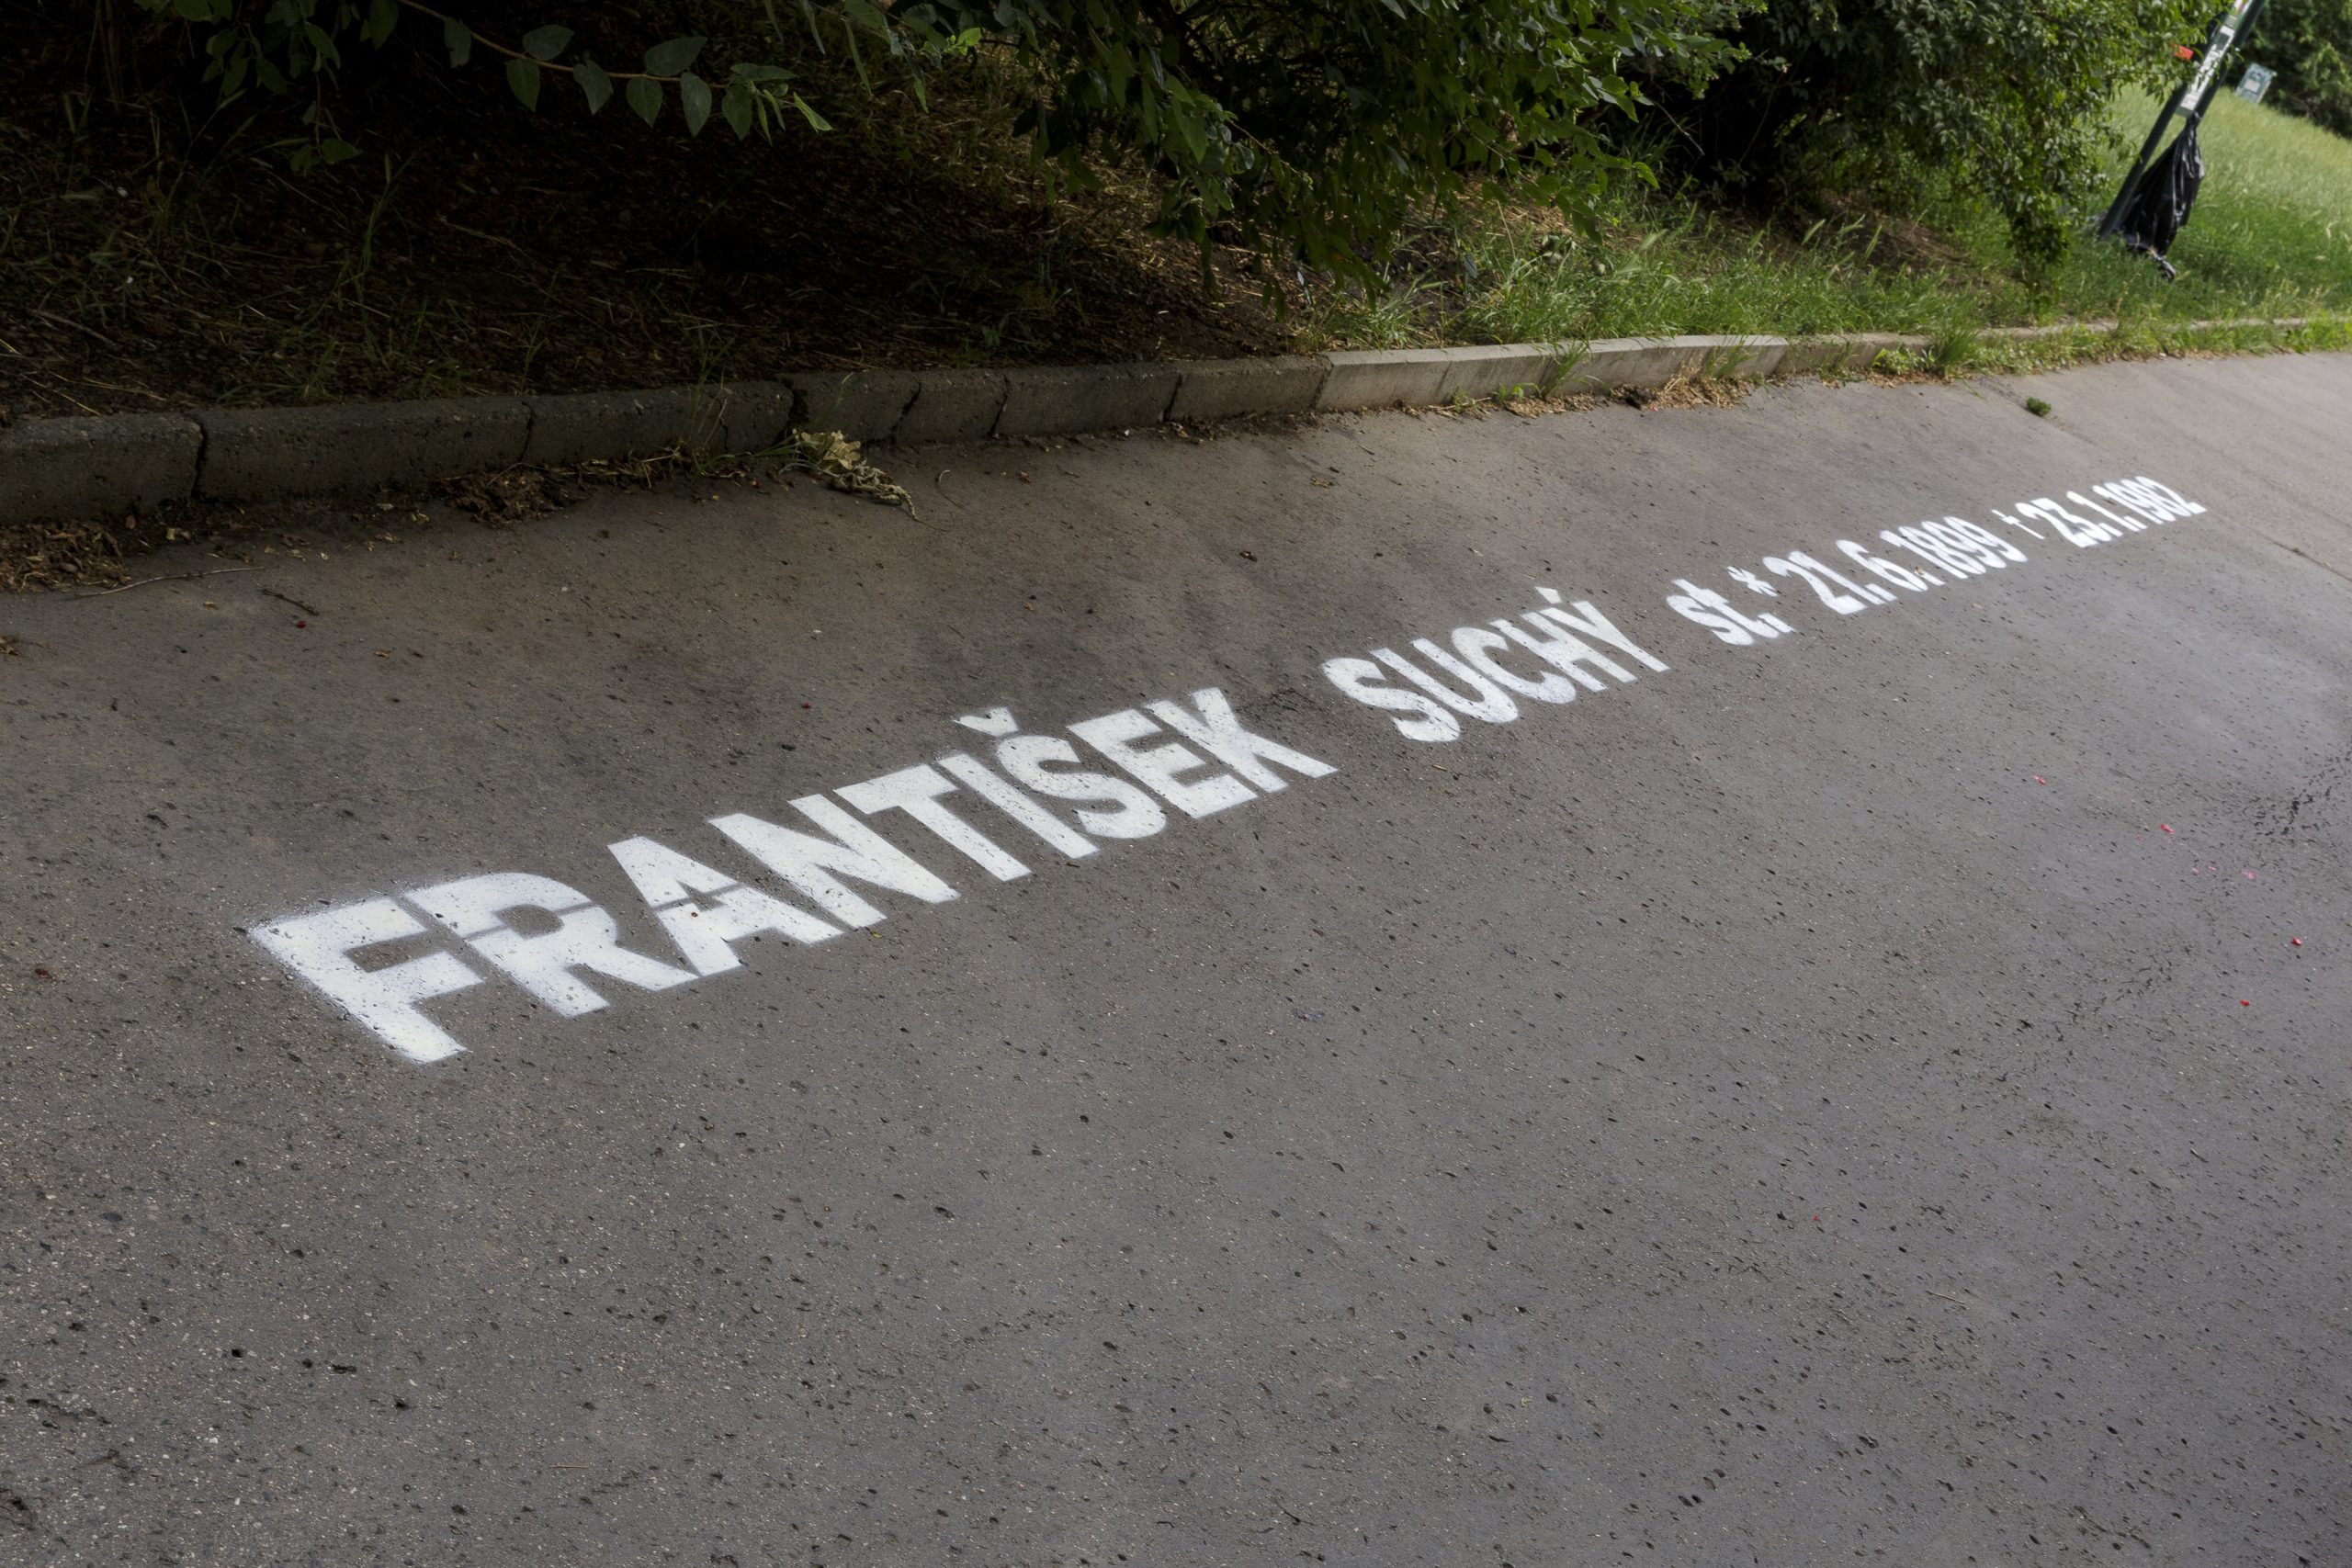 FRANTIŠEK SUCHÝ st. * 21.6.1899 † 23.1.1982